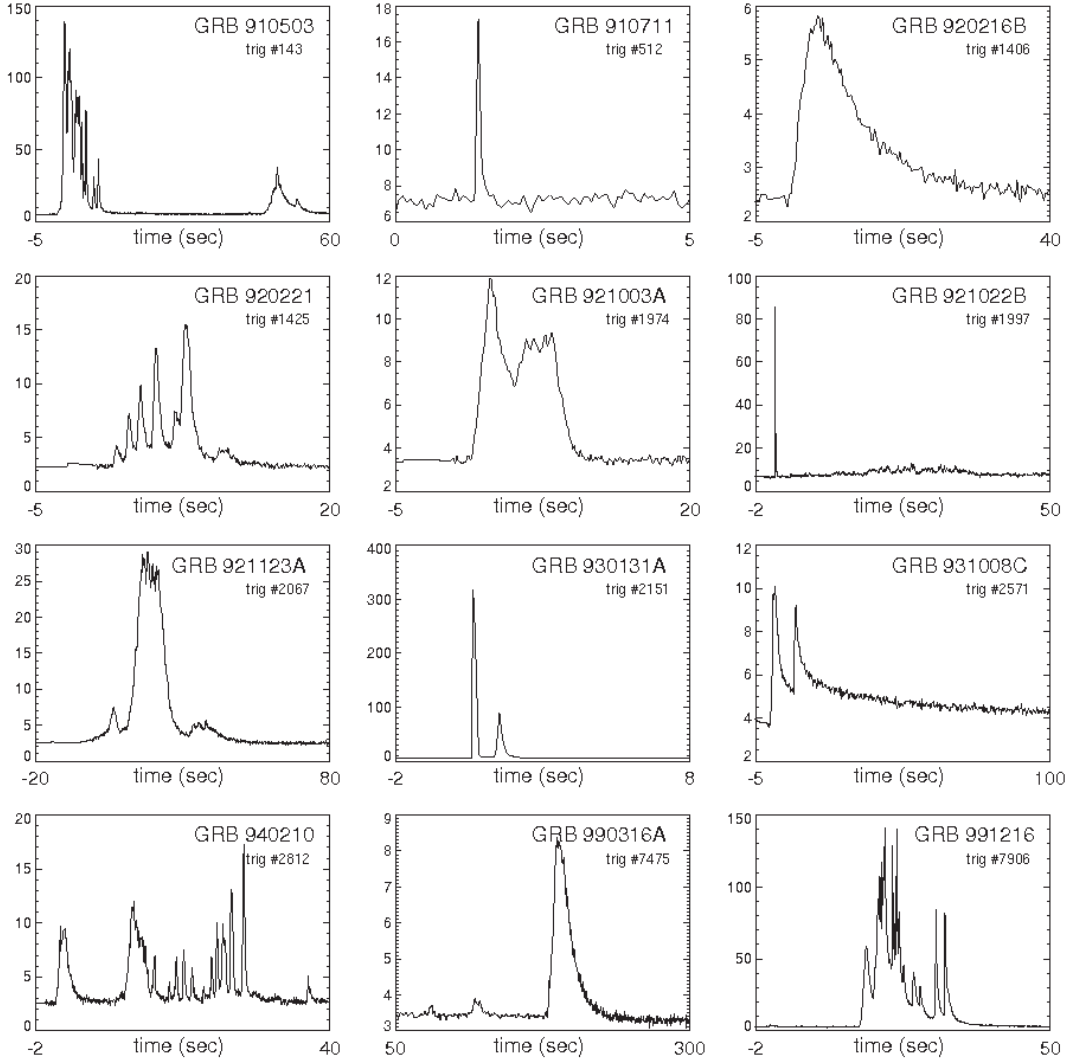 150
100
50
0
-5
60
time (sec)
GRB 910503
trig #143
18
16
14
12
10
8
6
0
5
time (sec)
GRB 910711
trig #512
6
5
4
3
2
-5
40
time (sec)
GRB 920216B
trig #1406
20
15
10
5
0
-5
20
time (sec)
GRB 920221
trig #1425
12
10
8
6
4
2
-5
20
time (sec)
GRB 921003A
trig #1974
100
80
60
40
20
0
-2
50
time (sec)
GRB 921022B
trig #1997
30
25
20
15
10
5
0
-20
80
time (sec)
GRB 921123A
trig #2067
400
300
200
100
0
-2
8
time (sec)
GRB 930131A
trig #2151
12
10
8
6
4
2
-5
100
time (sec)
GRB 931008C
trig #2571
20
15
10
5
0
-2
40
time (sec)
GRB 940210
trig #2812
9
8
7
6
5
4
3
50
300
time (sec)
GRB 990316A
trig #7475
150
100
50
0
-2
50
time (sec)
GRB 991216
trig #7906